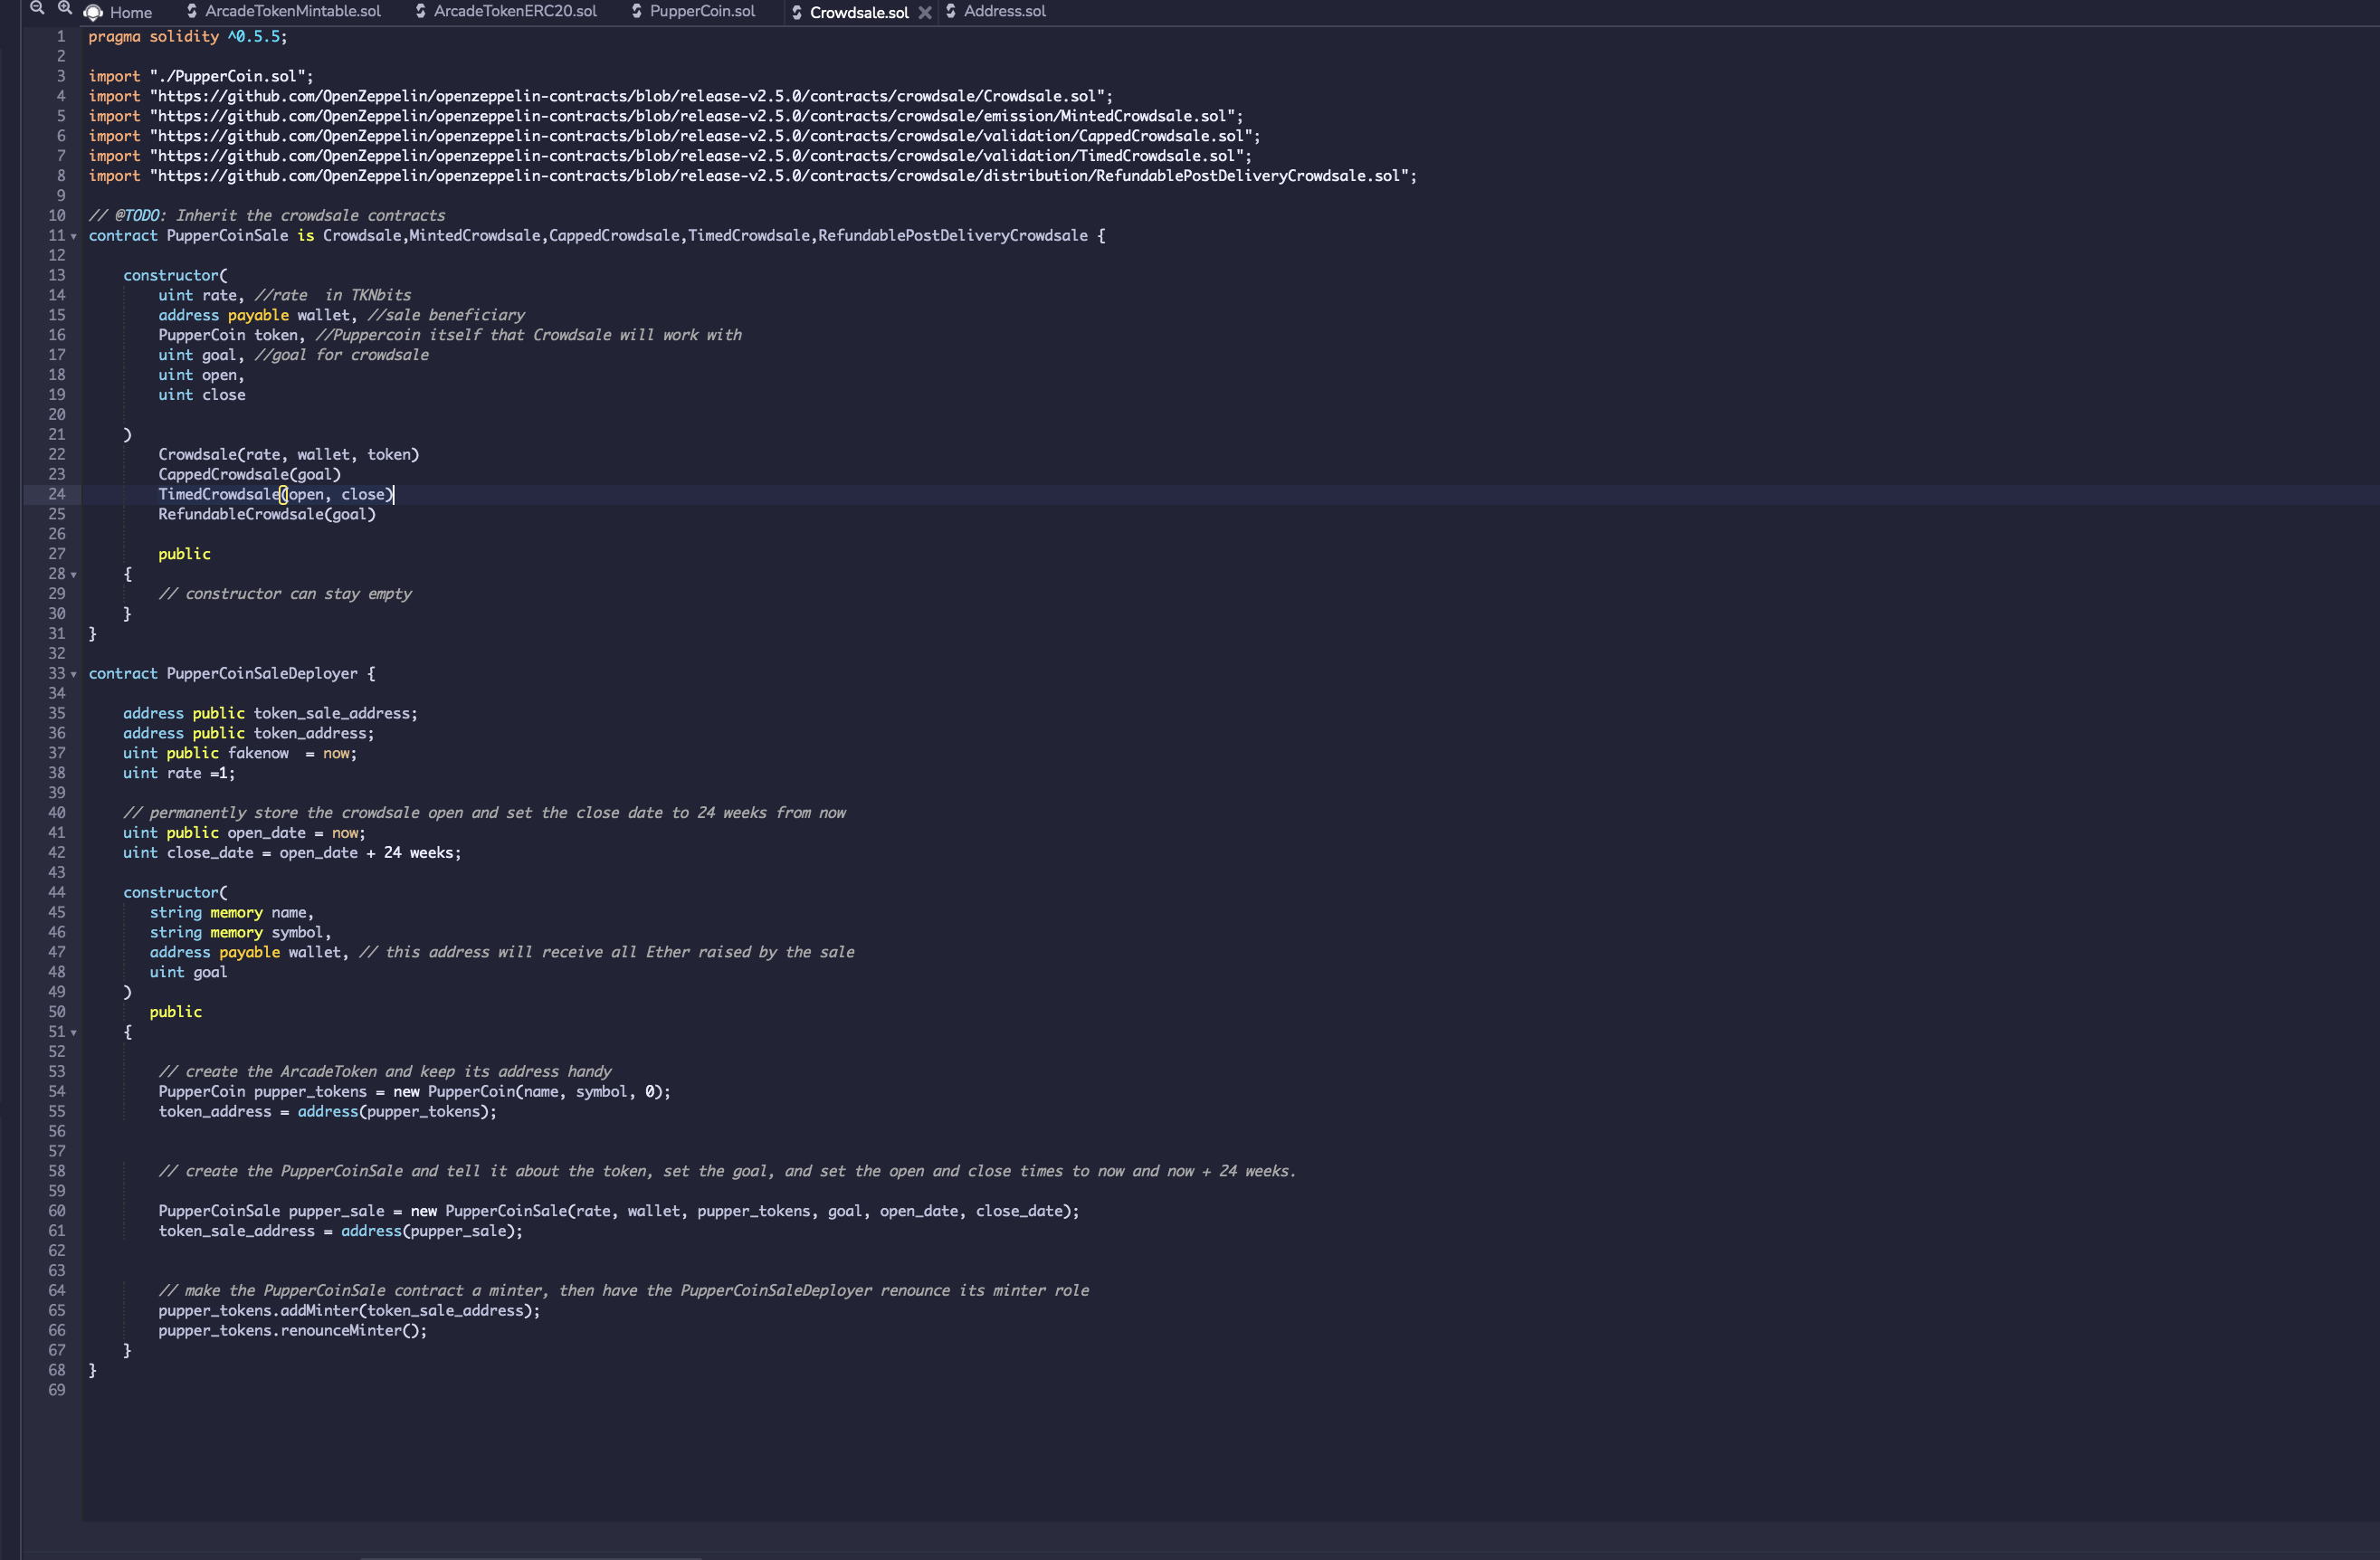 Home ArcadeTokenMintable.sol ArcadeTokenERC20.sol PupperCoin.sol Crowdsale.sol Address.sol
1 pragma solidity ^0.5.5;
2
3 import "./PupperCoin.sol";
4 import "https://github.com/OpenZeppelin/openzeppelin-contracts/blob/release-v2.5.0/contracts/crowdsale/Crowdsale.sol";
5 import "https://github.com/OpenZeppelin/openzeppelin-contracts/blob/release-v2.5.0/contracts/crowdsale/emission/MintedCrowdsale.sol";
6 import "https://github.com/OpenZeppelin/openzeppelin-contracts/blob/release-v2.5.0/contracts/crowdsale/validation/CappedCrowdsale.sol";
7 import "https://github.com/OpenZeppelin/openzeppelin-contracts/blob/release-v2.5.0/contracts/crowdsale/validation/TimedCrowdsale.sol";
8 import "https://github.com/OpenZeppelin/openzeppelin-contracts/blob/release-v2.5.0/contracts/crowdsale/distribution/RefundablePostDeliveryCrowdsale.sol";
9
10 // @TODO: Inherit the crowdsale contracts
11 contract PupperCoinSale is Crowdsale,MintedCrowdsale,CappedCrowdsale,TimedCrowdsale,RefundablePostDeliveryCrowdsale {
12
13 constructor(
14 uint rate, //rate  in TKNbits
15 address payable wallet, //sale beneficiary
16 PupperCoin token, //Puppercoin itself that Crowdsale will work with
17 uint goal, //goal for crowdsale
18 uint open,
19 uint close
20
21 )
22 Crowdsale(rate, wallet, token)
23 CappedCrowdsale(goal)
24 TimedCrowdsale(open, close)
25 RefundableCrowdsale(goal)
26
27 public
28 {
29 // constructor can stay empty
30 }
31 }
32
33 contract PupperCoinSaleDeployer {
34
35 address public token_sale_address;
36 address public token_address;
37 uint public fakenow  = now;
38 uint rate =1;
39
40 // permanently store the crowdsale open and set the close date to 24 weeks from now
41 uint public open_date = now;
42 uint close_date = open_date + 24 weeks;
43
44 constructor(
45 string memory name,
46 string memory symbol,
47 address payable wallet, // this address will receive all Ether raised by the sale
48 uint goal
49 )
50 public
51 {
52
53 // create the ArcadeToken and keep its address handy
54 PupperCoin pupper_tokens = new PupperCoin(name, symbol, 0);
55 token_address = address(pupper_tokens);
56
57
58 // create the PupperCoinSale and tell it about the token, set the goal, and set the open and close times to now and now + 24 weeks.
59
60 PupperCoinSale pupper_sale = new PupperCoinSale(rate, wallet, pupper_tokens, goal, open_date, close_date);
61 token_sale_address = address(pupper_sale);
62
63
64 // make the PupperCoinSale contract a minter, then have the PupperCoinSaleDeployer renounce its minter role
65 pupper_tokens.addMinter(token_sale_address);
66 pupper_tokens.renounceMinter();
67 }
68 }
69